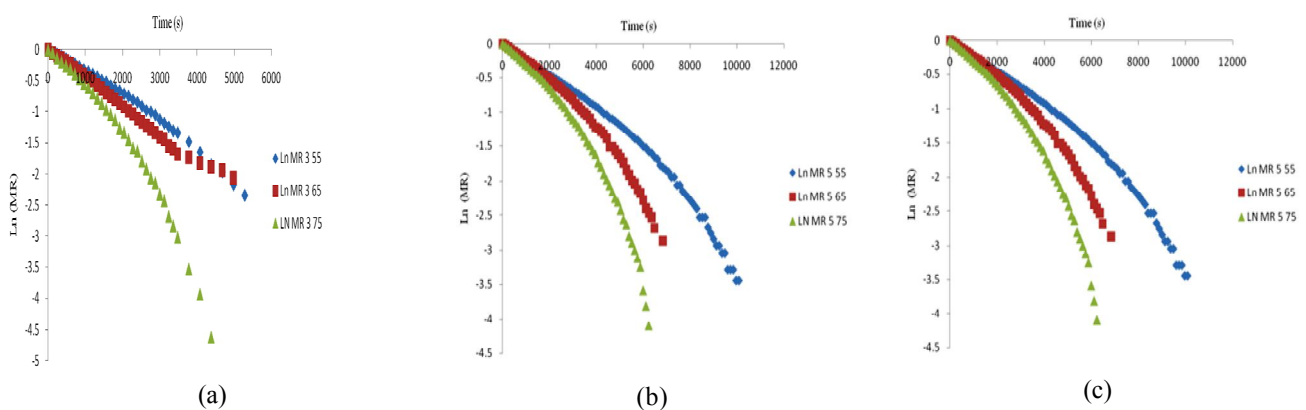 Time (s)
0
0
1000
2000
3000
4000
5000
6000
-0.5
-1
-1.5
-2
-2.5
-3
-3.5
-4
-4.5
-5
Ln (MR)
Ln MR 3 55
Ln MR 3 65
LN MR 3 75
(a)
Time (s)
0
0
2000
4000
6000
8000
10000
12000
-0.5
-1
-1.5
-2
-2.5
-3
-3.5
-4
-4.5
Ln (MR)
Ln MR 5 55
Ln MR 5 65
LN MR 5 75
(b)
Time (s)
0
0
2000
4000
6000
8000
10000
12000
-0.5
-1
-1.5
-2
-2.5
-3
-3.5
-4
-4.5
Ln (MR)
Ln MR 5 55
Ln MR 5 65
LN MR 5 75
(c)